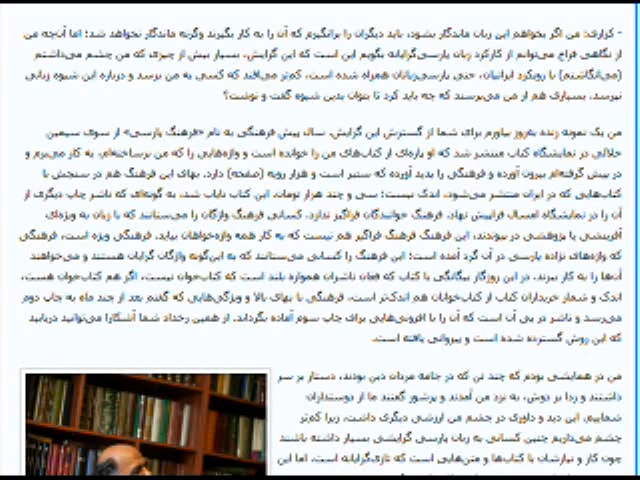 - کزازی: من اگر بخواهم این زبان ماندگار بشود، باید دیگران را برانگیزم که آن را به کار بگیرند وگرنه ماندگار نخواهد شد؛ اما آن‌چه من
از نگاهی فراخ می‌توانم از کارکرد زبان پارسی‌گرایانه بگویم این است که این گرایش، بسیار بیش از چیزی که من چشم می‌داشتم
(می‌انگاشتم) با رویکرد ایرانیان، حتی پارسی‌زبانان همراه شده است، کم‌تر می‌افتد که کسی به من برسد و درباره این شیوه زبانی
نپرسد، بسیاری هم از من می‌پرسند که چه باید کرد تا بتوان بدین شیوه گفت و نوشت؟
من یک نمونه زنده به‌روز بیاورم برای شما از گسترش این گرایش. سال پیش فرهنگی به نام «فرهنگ پارسی» از سوی سیمین
حلالی در نمایشگاه کتاب منتشر شد که او پاره‌ای از کتاب‌های من را خوانده است و واژه‌هایی را که من برساخته‌ام، به کار می‌برم و
در پیش گرفته‌ام بیرون آورده و فرهنگی را پدید آورده که ستبر است و هزار رویه (صفحه) دارد. بهای این فرهنگ هم در سنجش با
کتاب‌هایی که در ایران منتشر می‌شود، اندک نیست؛ سی و چند هزار تومان. این کتاب نایاب شد، به گونه‌ای که ناشر چاپ دیگری از
آن را در نمایشگاه امسال فراپیش نهاد. فرهنگ خوانندگان فراگیر ندارد. کسانی فرهنگ واژگان را می‌ستانند که با زبان به ویژه‌ای
آفرینشی یا پژوهشی در پیوندند، این فرهنگ فرهنگ فراگیر هم نیست که به کار همه واژه‌خواهان بیاید. فرهنگی ویژه است، فرهنگی
که واژه‌های نژاده پارسی در آن گرد آمده است؛ این فرهنگ را کسانی می‌ستانند که به این‌گونه واژگان گرایان هستند و می‌خواهند
آن‌ها را به کار ببرند. در این روزگار بیگانگی با کتاب که فغان ناشران همواره بلند است که کتاب‌خوان نیست، اگر هم کتاب‌خوان هست،
اندک و شمار خریداران کتاب از کتاب‌خوانان هم اندک‌تر است، فرهنگی با بهای بالا و ویژگی‌هایی که گفتم بعد از چند ماه به چاپ دوم
می‌رسد و ناشر در پی آن است که آن را با افزونی‌هایی برای چاپ سوم آماده بگرداند. از همین رخداد شما آشکارا می‌توانید دریابید
که این روش گسترده شده است و پیروانی یافته است.
من در همایشی بودم که چند تن که در جامه مردان دین بودند، دستار بر سر
داشتند و ردا بر دوش، به نزد من آمدند و پرشور گفتند ما از دوستداران
شماییم. این دید و داوری در چشم من ارزشی دیگری داشت، زیرا کم‌تر
چشم می‌داریم چنین کسانی به زبان پارسی گرایشی بسیار داشته باشند
چون کار و نیازشان با کتاب‌ها و متن‌هایی است که تازی‌گرایانه است، اما این